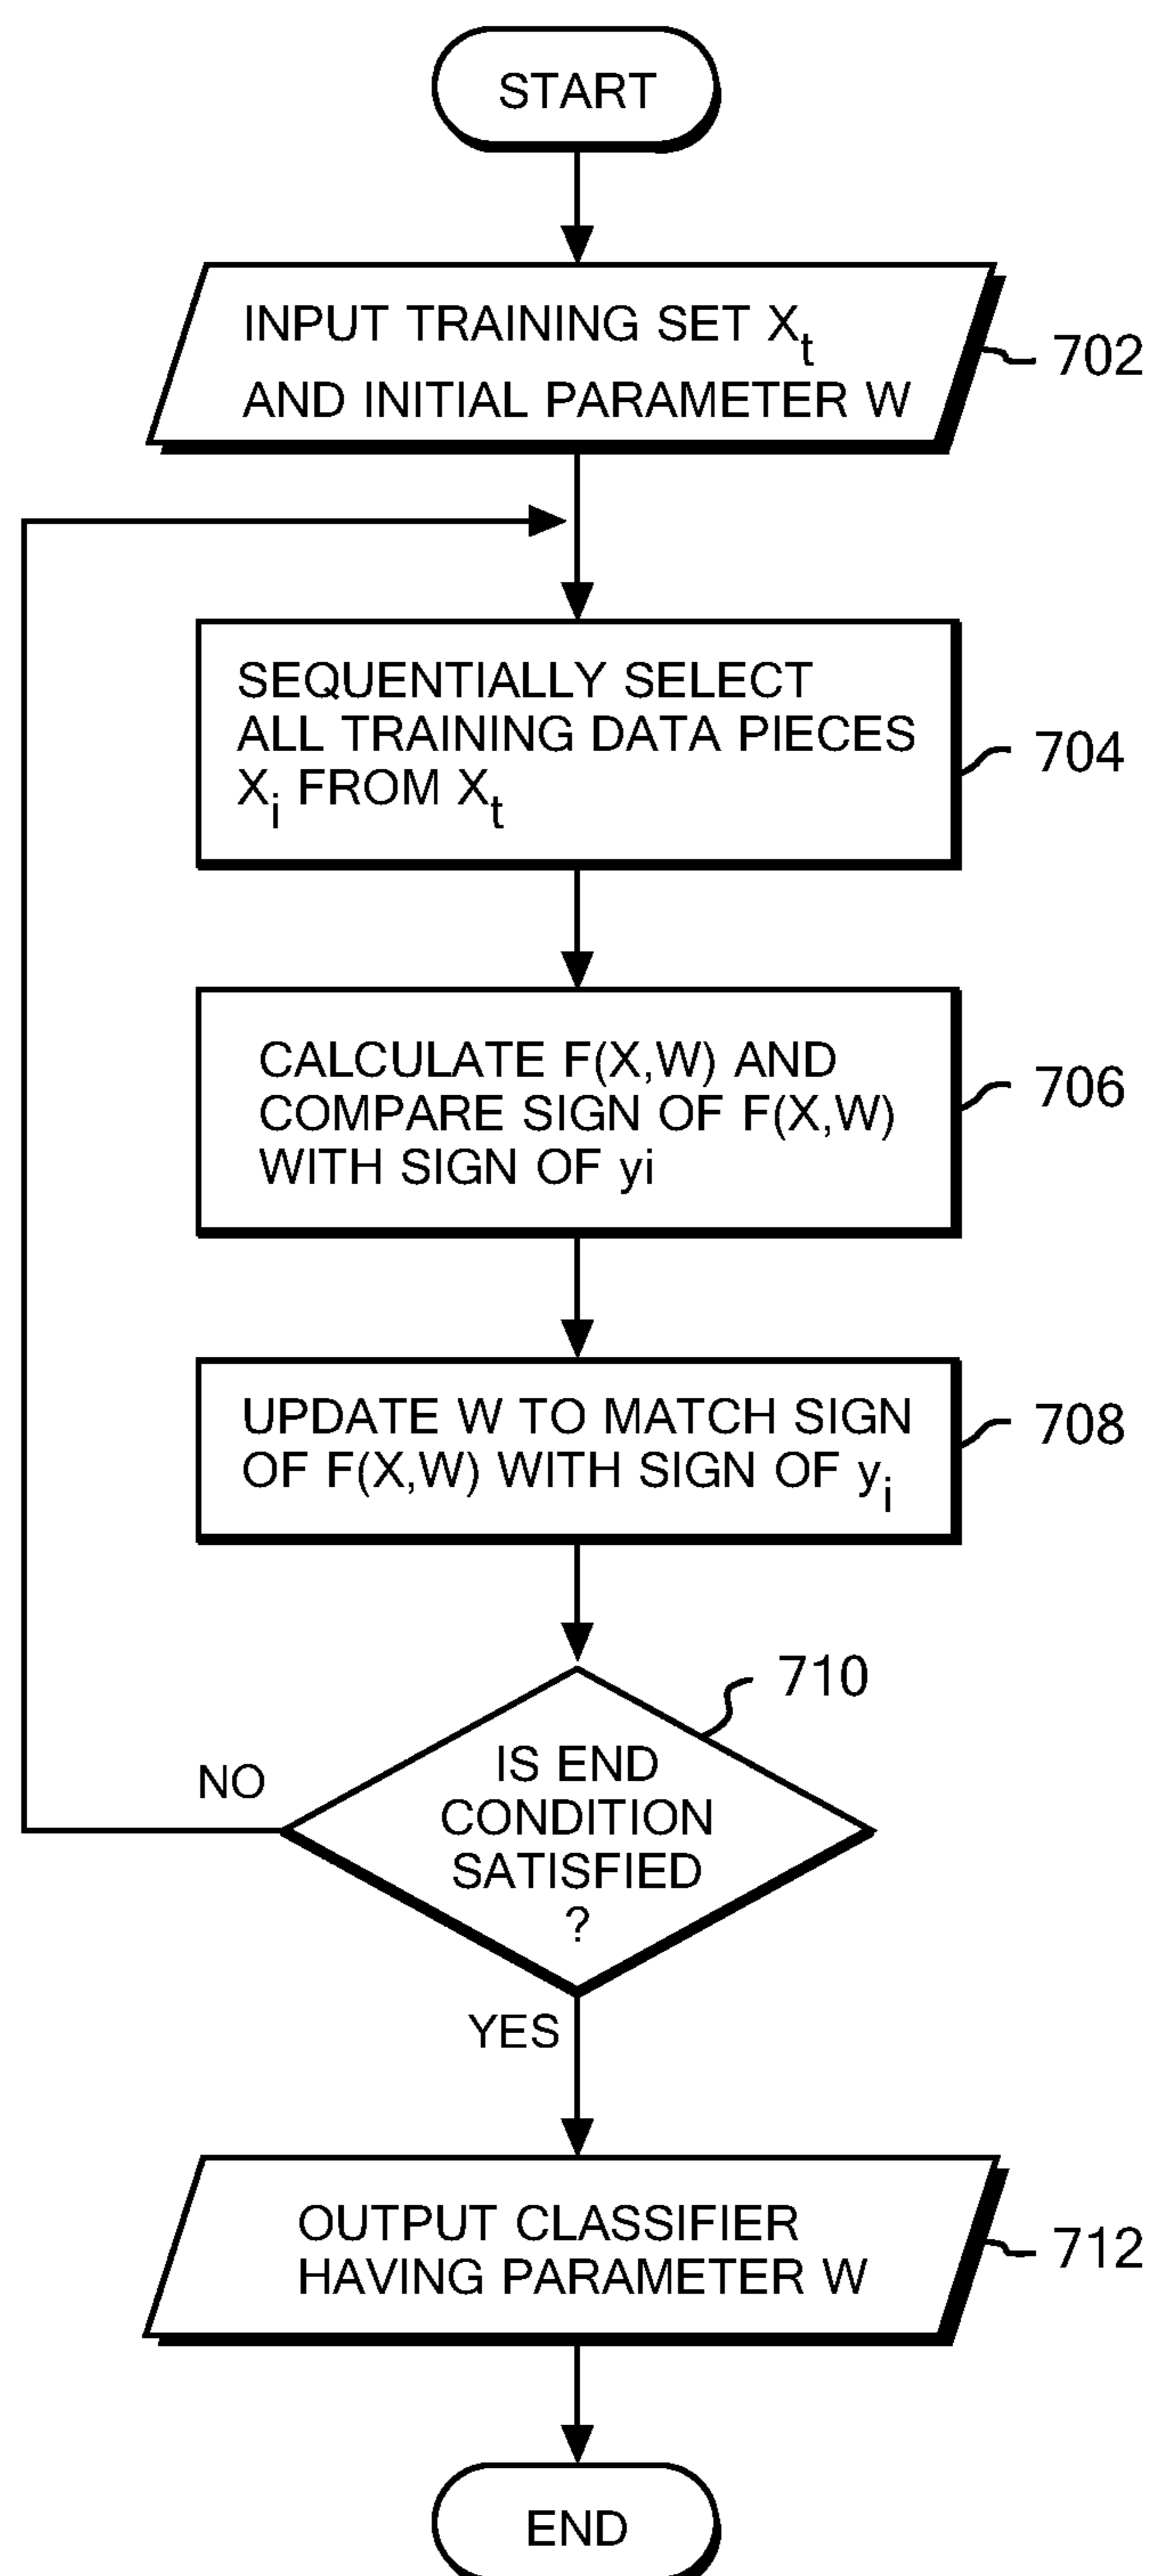 START
INPUT TRAINING SET Xt
AND INITIAL PARAMETER W
702
SEQUENTIALLY SELECT
ALL TRAINING DATA PIECES
Xi FROM Xt
704
CALCULATE F(X,W) AND
COMPARE SIGN OF F(X,W)
WITH SIGN OF yi
706
UPDATE W TO MATCH SIGN
OF F(X,W) WITH SIGN OF yi
708
710
IS END
CONDITION
SATISFIED
?
NO
YES
OUTPUT CLASSIFIER
HAVING PARAMETER W
712
END